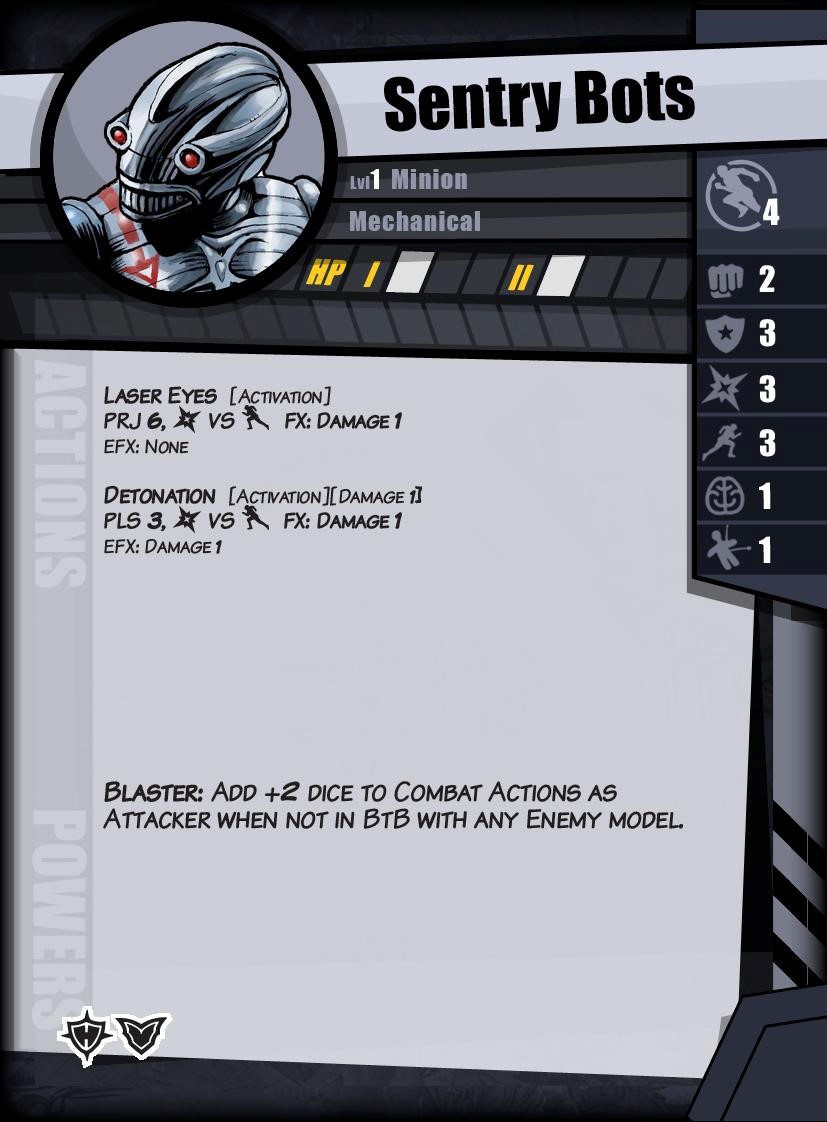 Sentry Bots
Lvl1 Minion
Mechanical
HP I II
4
2
3
3
3
1
1
ACTIONS
LASER EYES [ACTIVATION]
PRJ 6, VS FX: DAMAGE 1
EFX: NONE
DETONATION [ACTIVATION][DAMAGE 1]
PLS 3, VS FX: DAMAGE 1
EFX: DAMAGE 1
POWERS
BLASTER: ADD +2 DICE TO COMBAT ACTIONS AS
ATTACKER WHEN NOT IN BTB WITH ANY ENEMY MODEL.
H